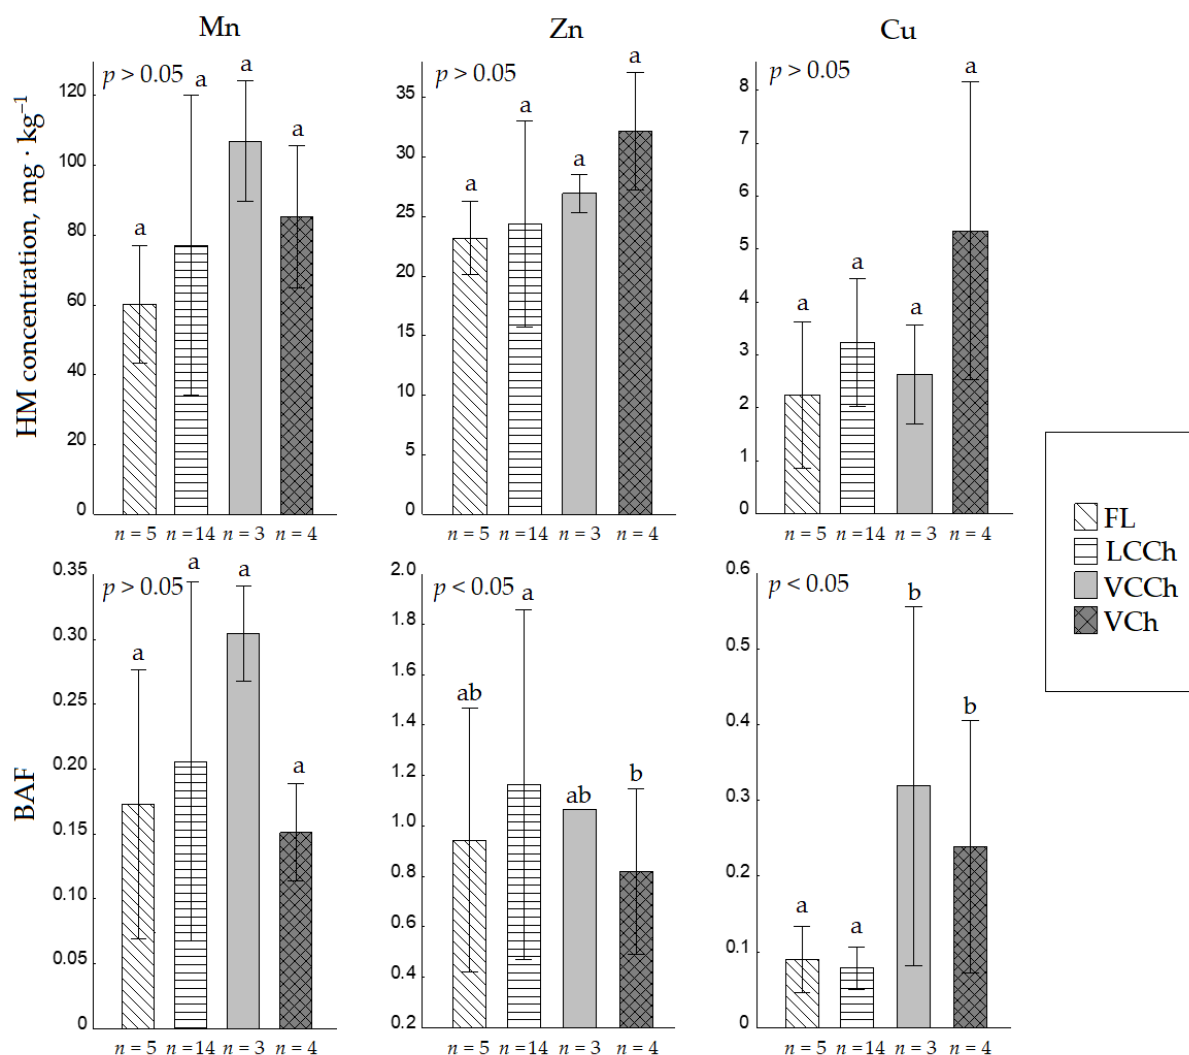 Mn
Zn
Cu
HM concentration, mg · kg⁻¹
p > 0.05
a
a
a
a
120
100
80
60
40
20
0
n = 5
n = 14
n = 3
n = 4
p > 0.05
a
a
a
a
35
30
25
20
15
10
5
0
n = 5
n = 14
n = 3
n = 4
p > 0.05
a
a
a
a
8
7
6
5
4
3
2
1
0
n = 5
n = 14
n = 3
n = 4
BAF
p > 0.05
a
a
a
a
0.35
0.30
0.25
0.20
0.15
0.10
0.05
0
n = 5
n = 14
n = 3
n = 4
p < 0.05
ab
a
ab
b
2.0
1.8
1.6
1.4
1.2
1.0
0.8
0.6
0.4
0.2
n = 5
n = 14
n = 3
n = 4
p < 0.05
a
a
b
b
0.6
0.5
0.4
0.3
0.2
0.1
0
n = 5
n = 14
n = 3
n = 4
FL
LCCh
VCCh
VCh